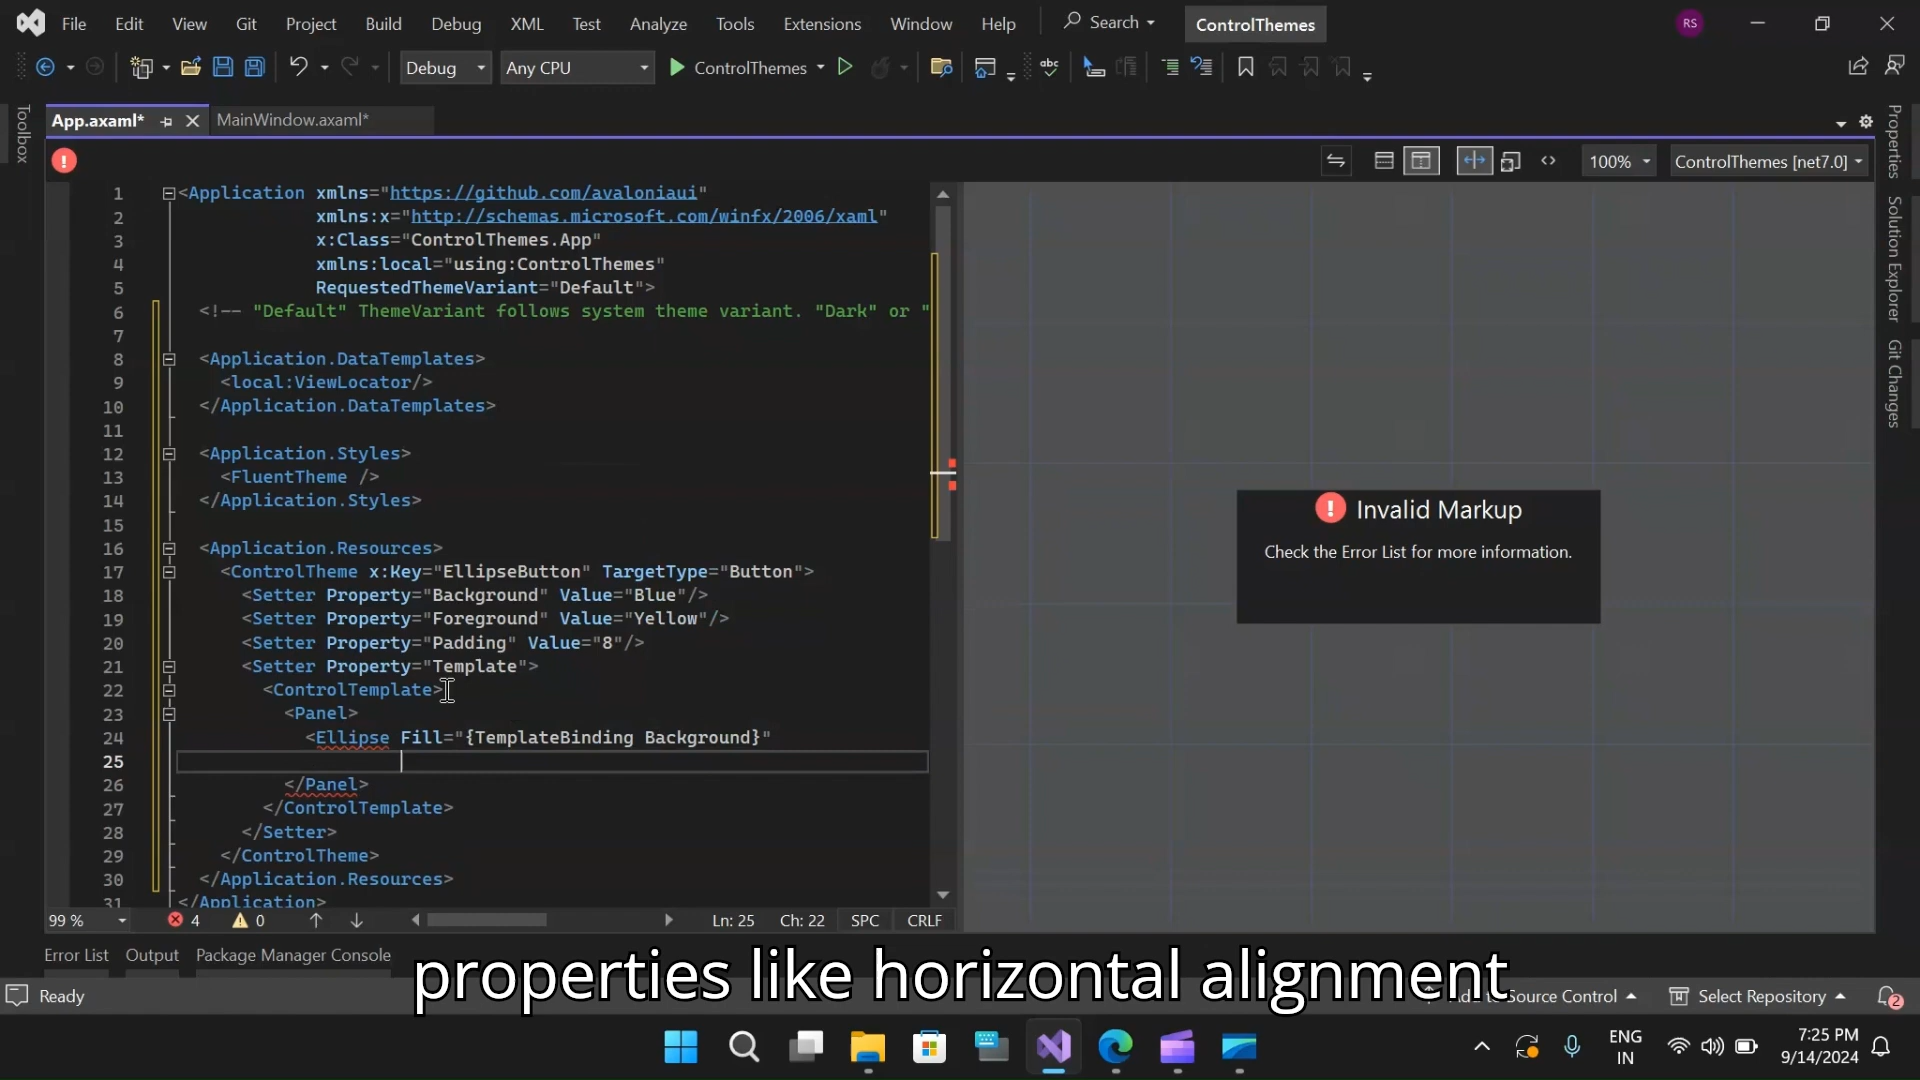 File Edit View Git Project Build Debug XML Test Analyze Tools Extensions Window Help Search ControlThemes RS
Debug Any CPU ControlThemes abc
App.axaml* MainWindow.axaml*
100% ControlThemes [net7.0]
Toolbox
Properties
Solution Explorer
Git Changes
1 <Application xmlns="https://github.com/avaloniaui"
2 xmlns:x="http://schemas.microsoft.com/winfx/2006/xaml"
3 x:Class="ControlThemes.App"
4 xmlns:local="using:ControlThemes"
5 RequestedThemeVariant="Default">
6 <!-- "Default" ThemeVariant follows system theme variant. "Dark" or "
7
8 <Application.DataTemplates>
9 <local:ViewLocator/>
10 </Application.DataTemplates>
11
12 <Application.Styles>
13 <FluentTheme />
14 </Application.Styles>
15
16 <Application.Resources>
17 <ControlTheme x:Key="EllipseButton" TargetType="Button">
18 <Setter Property="Background" Value="Blue"/>
19 <Setter Property="Foreground" Value="Yellow"/>
20 <Setter Property="Padding" Value="8"/>
21 <Setter Property="Template">
22 <ControlTemplate>
23 <Panel>
24 <Ellipse Fill="{TemplateBinding Background}"
25
26 </Panel>
27 </ControlTemplate>
28 </Setter>
29 </ControlTheme>
30 </Application.Resources>
31 </Application>
Invalid Markup
Check the Error List for more information.
99 % 4 0 Ln: 25 Ch: 22 SPC CRLF
Error List Output Package Manager Console
properties like horizontal alignment
Ready Source Control Select Repository 2
ENG
IN
7:25 PM
9/14/2024